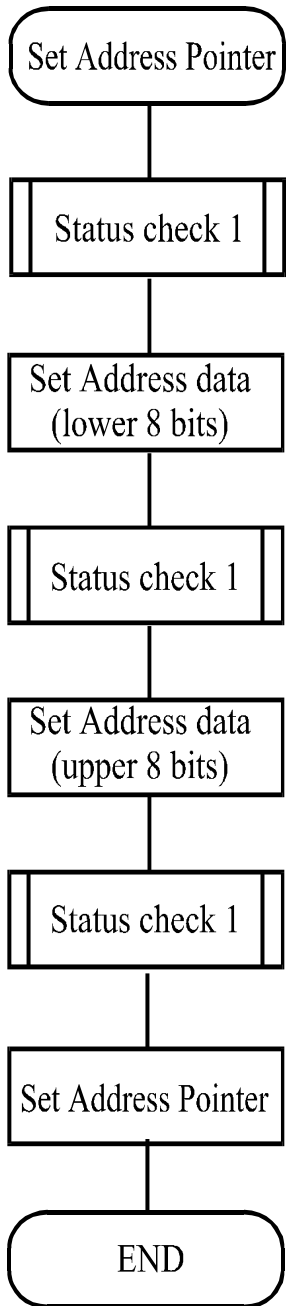 Set Address Pointer
Status check 1
Set Address data
(lower 8 bits)
Status check 1
Set Address data
(upper 8 bits)
Status check 1
Set Address Pointer
END